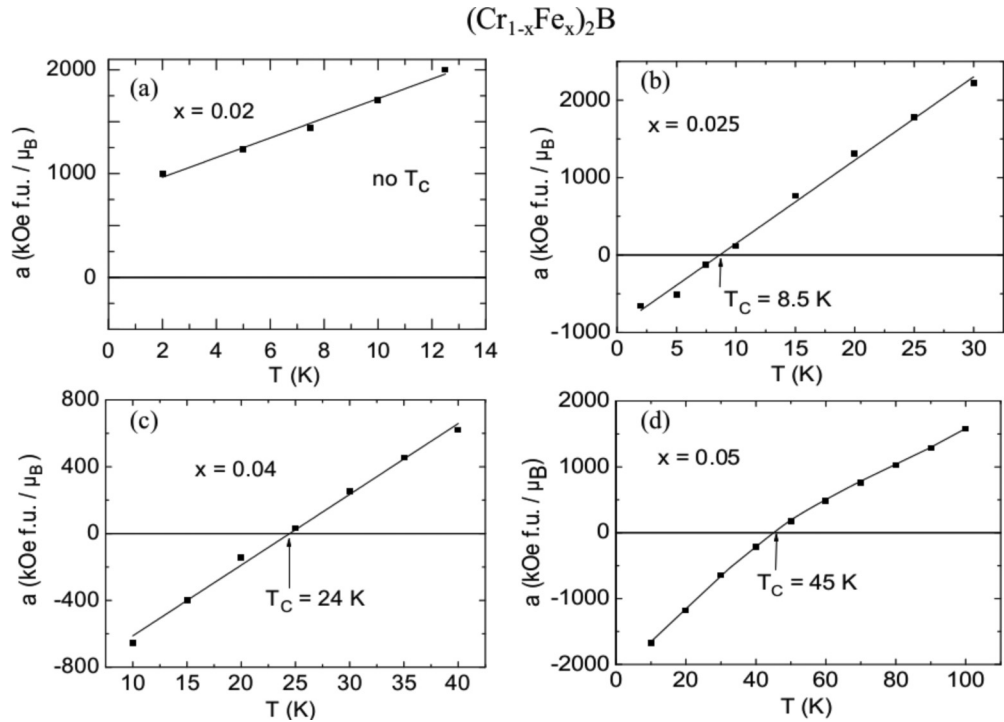 (Cr1-xFex)2B
(a)
x = 0.02
no TC
a (kOe f.u. / μB)
2000
1000
0
0 2 4 6 8 10 12 14
T (K)
(b)
x = 0.025
TC = 8.5 K
a (kOe f.u. / μB)
2000
1000
0
-1000
0 5 10 15 20 25 30
T (K)
(c)
x = 0.04
TC = 24 K
a (kOe f.u. / μB)
800
400
0
-400
-800
10 15 20 25 30 35 40
T (K)
(d)
x = 0.05
TC = 45 K
a (kOe f.u. / μB)
2000
1000
0
-1000
-2000
0 20 40 60 80 100
T (K)